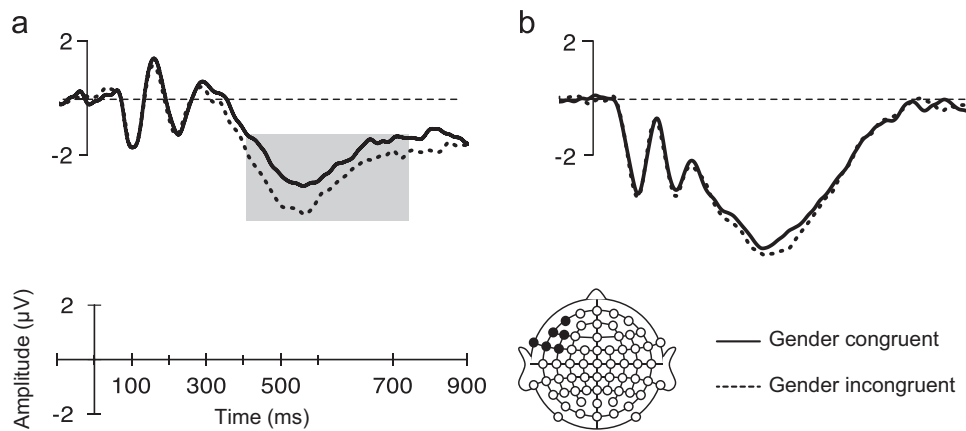 a
b
2
-2
2
-2
2
-2
Amplitude (μV)
100 300 500 700 900
Time (ms)
Gender congruent
Gender incongruent